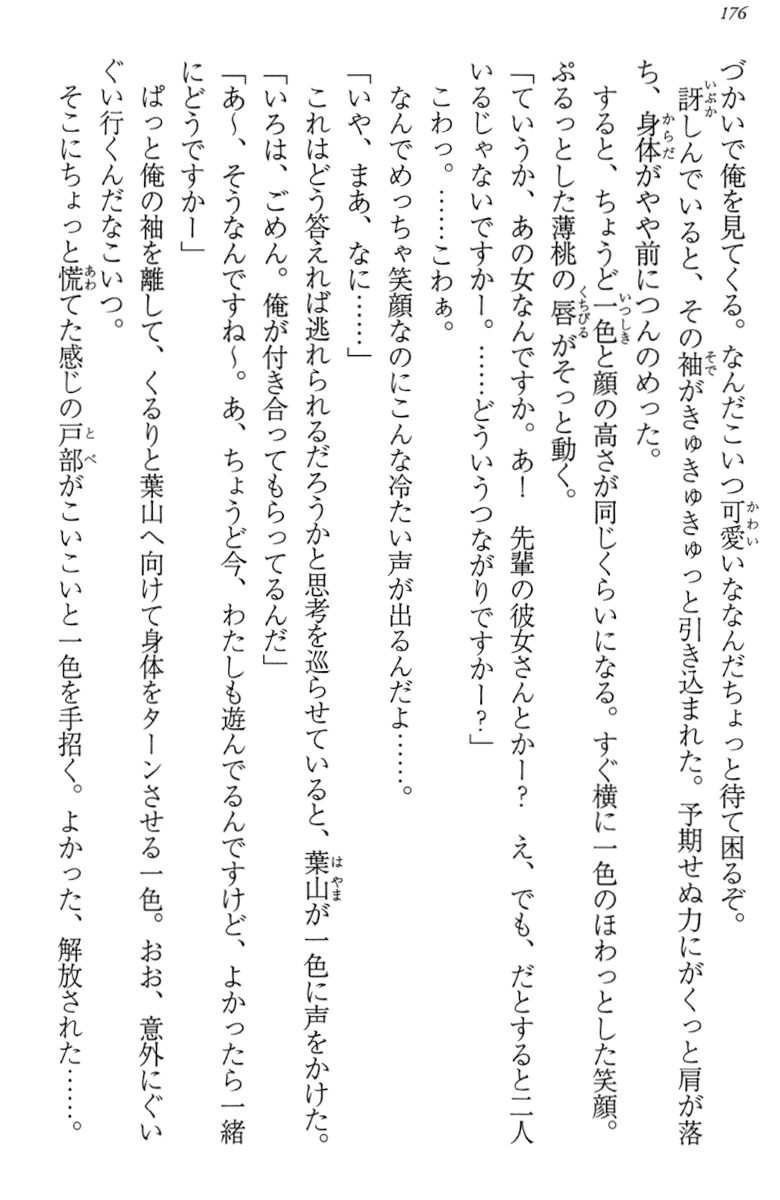 176
づかいで俺を見てくる。なんだこいつ可愛いななんだちょっと待て困るぞ。
　訝しんでいると、その袖がきゅきゅきゅっと引き込まれた。予期せぬ力にがくっと肩が落
ち、身体がやや前につんのめった。
　すると、ちょうど一色と顔の高さが同じくらいになる。すぐ横に一色のほわっとした笑顔。
ぷるっとした薄桃の唇がそっと動く。
「ていうか、あの女なんですか。あ！　先輩の彼女さんとかー？　え、でも、だとすると二人
いるじゃないですかー。……どういうつながりですかー？」
　こわっ。……こわぁ。
　なんでめっちゃ笑顔なのにこんな冷たい声が出るんだよ……。
「いや、まあ、なに……」
　これはどう答えれば逃れられるだろうかと思考を巡らせていると、葉山が一色に声をかけた。
「いろは、ごめん。俺が付き合ってもらってるんだ」
「あ～、そうなんですね～。あ、ちょうど今、わたしも遊んでるんですけど、よかったら一緒
にどうですかー」
　ぱっと俺の袖を離して、くるりと葉山へ向けて身体をターンさせる一色。おお、意外にぐい
ぐい行くんだなこいつ。
　そこにちょっと慌てた感じの戸部がこいこいと一色を手招く。よかった、解放された……。